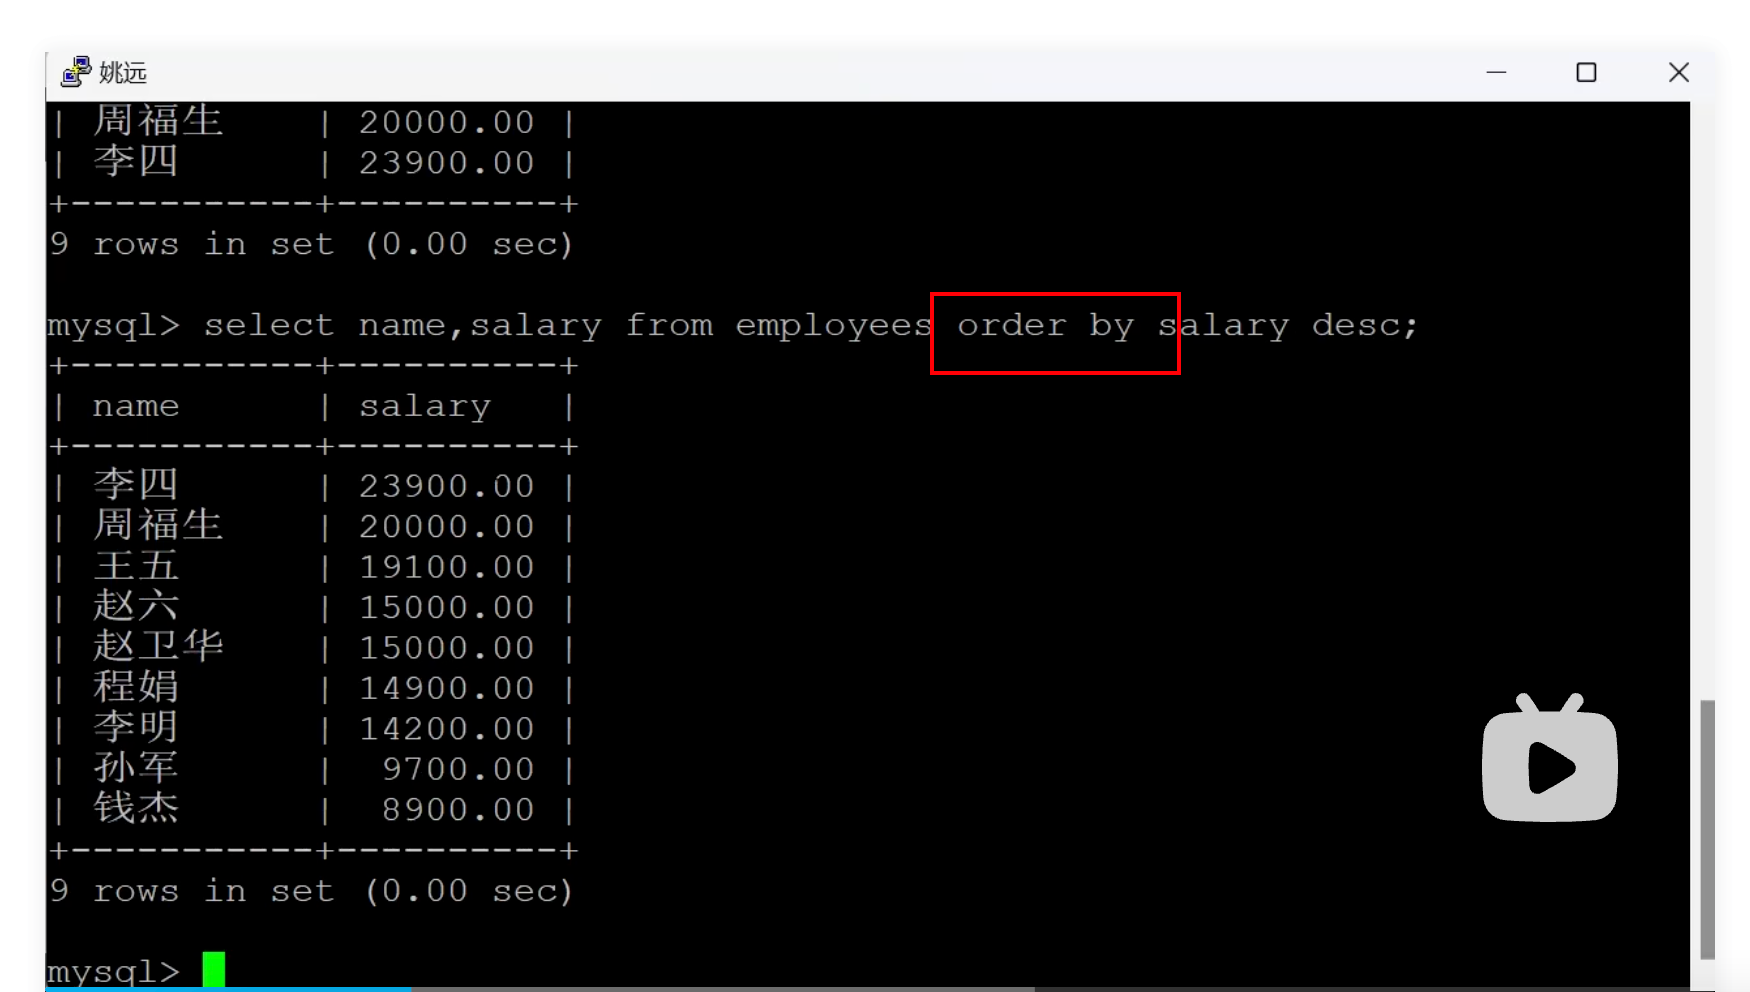 姚远
| 周福生 | 20000.00 |
| 李四 | 23900.00 |
+-----------+----------+
9 rows in set (0.00 sec)
mysql> select name,salary from employees order by salary desc;
+-----------+----------+
| name | salary |
+-----------+----------+
| 李四 | 23900.00 |
| 周福生 | 20000.00 |
| 王五 | 19100.00 |
| 赵六 | 15000.00 |
| 赵卫华 | 15000.00 |
| 程娟 | 14900.00 |
| 李明 | 14200.00 |
| 孙军 | 9700.00 |
| 钱杰 | 8900.00 |
+-----------+----------+
9 rows in set (0.00 sec)
mysql>